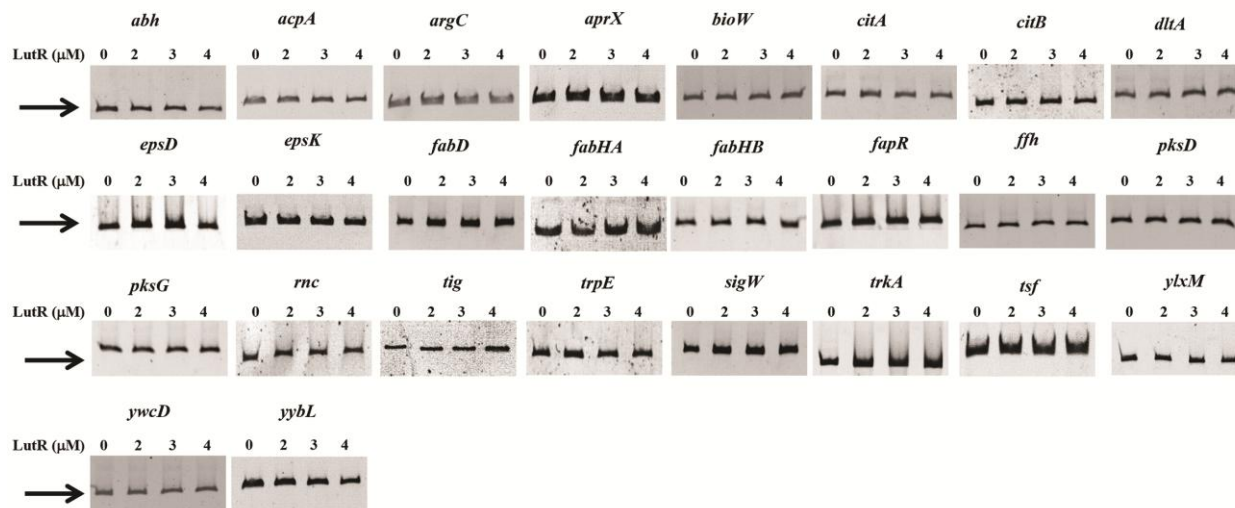 abh acpA argC aprX bioW citA citB dltA
LutR (μM) 0 2 3 4 0 2 3 4 0 2 3 4 0 2 3 4 0 2 3 4 0 2 3 4 0 2 3 4 0 2 3 4
epsD epsK fabD fabHA fabHB fapR ffh pksD
LutR (μM) 0 2 3 4 0 2 3 4 0 2 3 4 0 2 3 4 0 2 3 4 0 2 3 4 0 2 3 4 0 2 3 4
pksG rnc tig trpE sigW trkA tsf ylxM
LutR (μM) 0 2 3 4 0 2 3 4 0 2 3 4 0 2 3 4 0 2 3 4 0 2 3 4 0 2 3 4 0 2 3 4
ywcD yybL
LutR (μM) 0 2 3 4 0 2 3 4